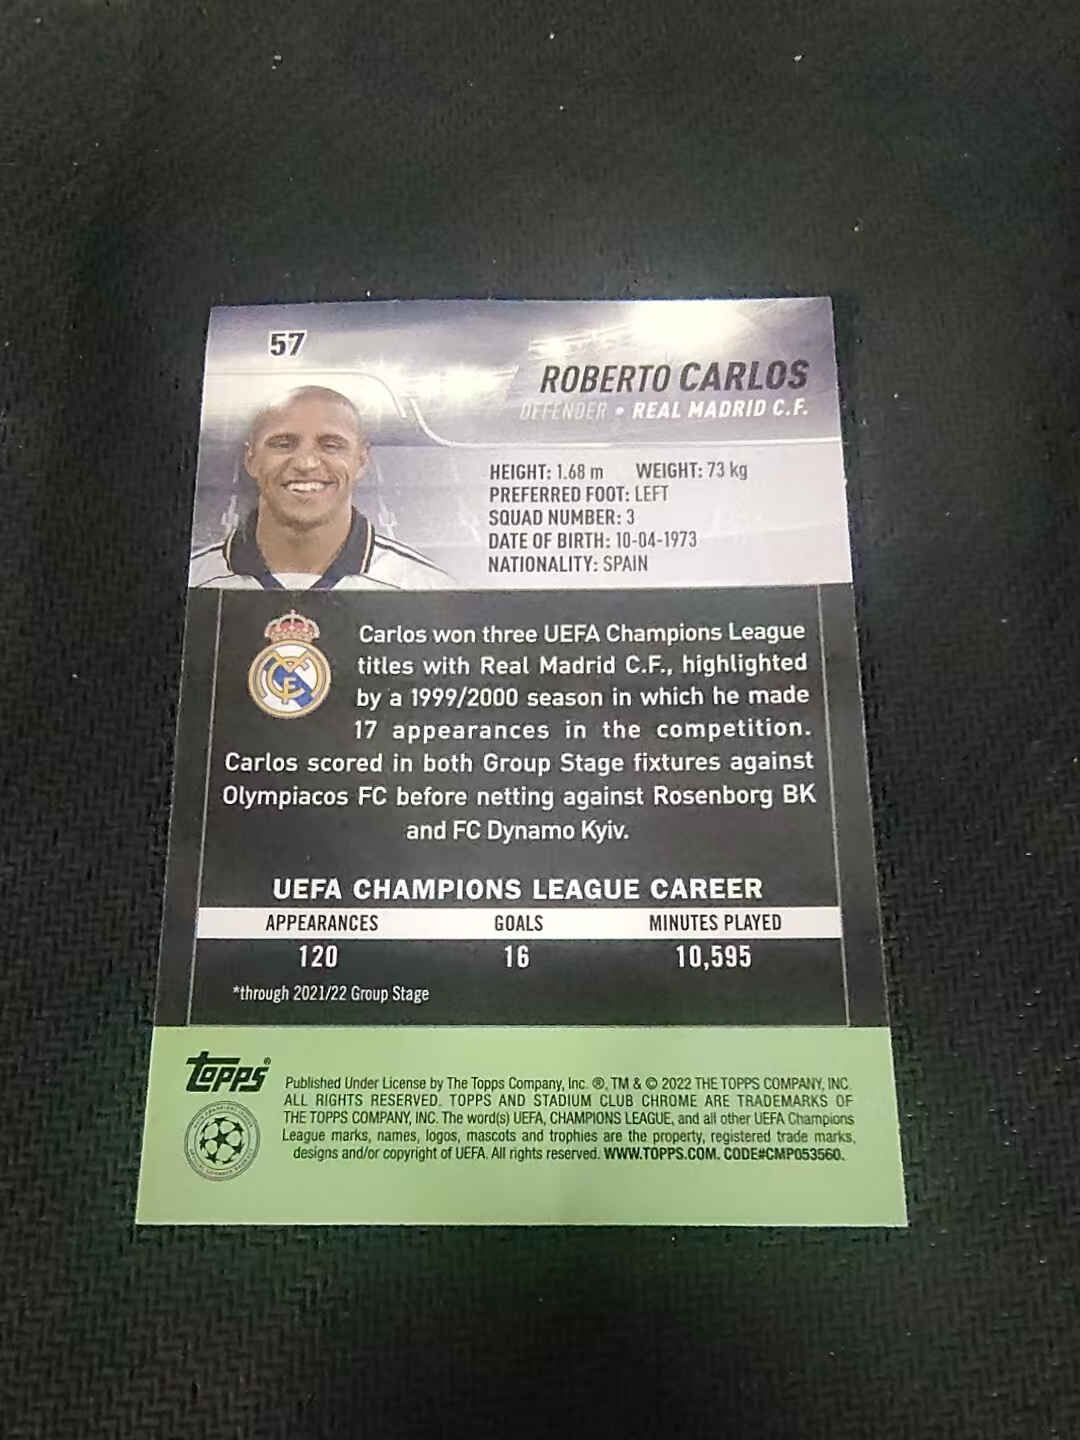 57
ROBERTO CARLOS
DEFENDER • REAL MADRID C.F.
HEIGHT: 1.68 m WEIGHT: 73 kg
PREFERRED FOOT: LEFT
SQUAD NUMBER: 3
DATE OF BIRTH: 10-04-1973
NATIONALITY: SPAIN
Carlos won three UEFA Champions League
titles with Real Madrid C.F., highlighted
by a 1999/2000 season in which he made
17 appearances in the competition.
Carlos scored in both Group Stage fixtures against
Olympiacos FC before netting against Rosenborg BK
and FC Dynamo Kyiv.
UEFA CHAMPIONS LEAGUE CAREER
APPEARANCES GOALS MINUTES PLAYED
120 16 10,595
*through 2021/22 Group Stage
Topps®
Published Under License by The Topps Company, Inc. ®, TM & © 2022 THE TOPPS COMPANY, INC.
ALL RIGHTS RESERVED. TOPPS AND STADIUM CLUB CHROME ARE TRADEMARKS OF
THE TOPPS COMPANY, INC. The word(s) UEFA, CHAMPIONS LEAGUE, and all other UEFA Champions
League marks, names, logos, mascots and trophies are the property, registered trade marks,
designs and/or copyright of UEFA. All rights reserved. WWW.TOPPS.COM. CODE#CMP053560.